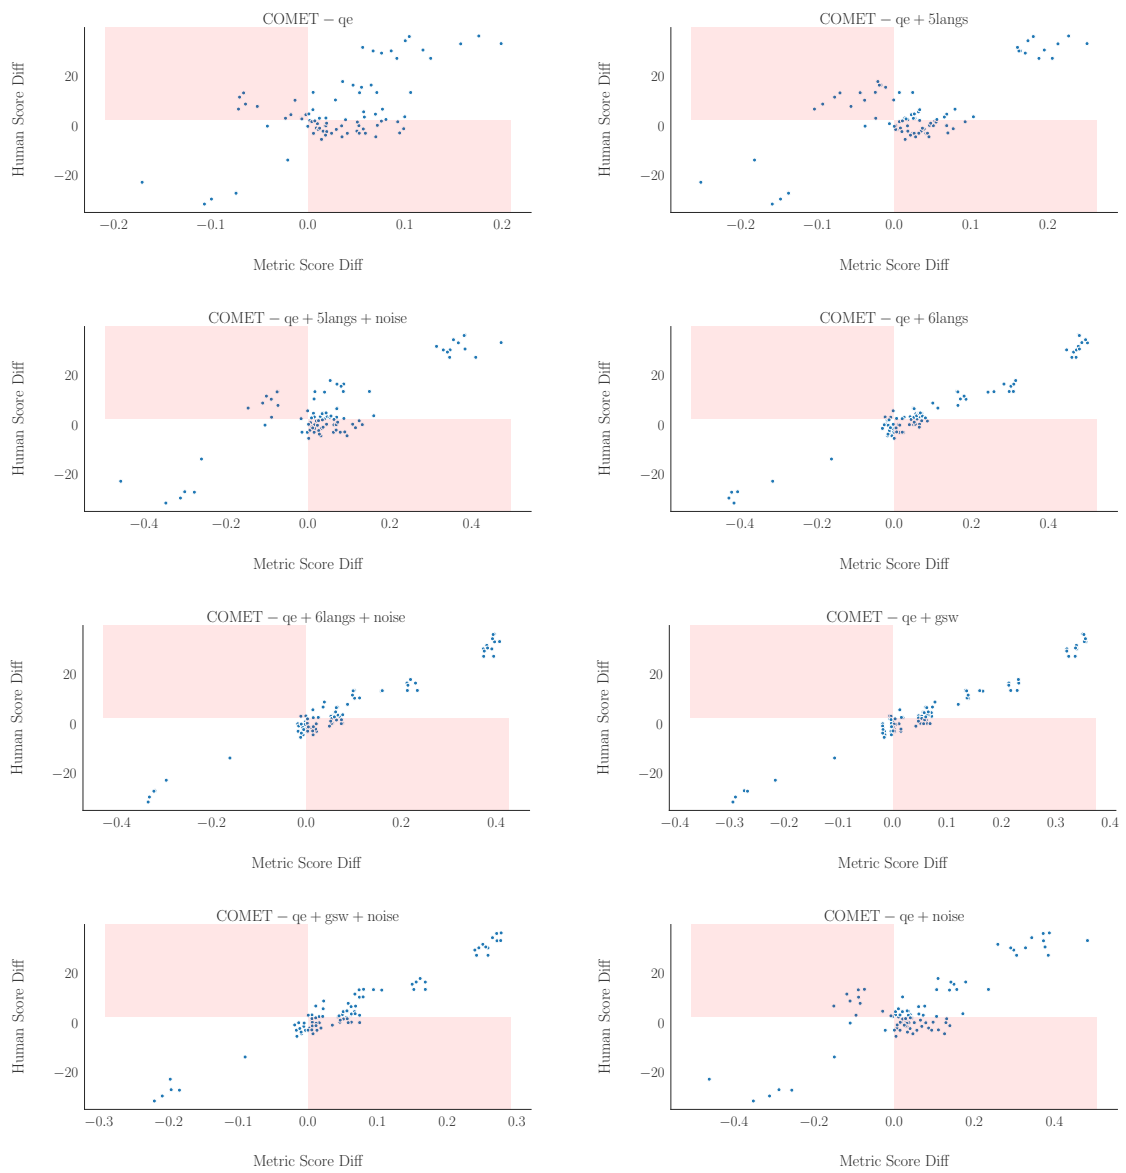 COMET − qe
Human Score Diff
20
0
−20
−0.2 −0.1 0.0 0.1 0.2
Metric Score Diff
COMET − qe + 5langs
Human Score Diff
20
0
−20
−0.2 −0.1 0.0 0.1 0.2
Metric Score Diff
COMET − qe + 5langs + noise
Human Score Diff
20
0
−20
−0.4 −0.2 0.0 0.2 0.4
Metric Score Diff
COMET − qe + 6langs
Human Score Diff
20
0
−20
−0.4 −0.2 0.0 0.2 0.4
Metric Score Diff
COMET − qe + 6langs + noise
Human Score Diff
20
0
−20
−0.4 −0.2 0.0 0.2 0.4
Metric Score Diff
COMET − qe + gsw
Human Score Diff
20
0
−20
−0.4 −0.3 −0.2 −0.1 0.0 0.1 0.2 0.3 0.4
Metric Score Diff
COMET − qe + gsw + noise
Human Score Diff
20
0
−20
−0.3 −0.2 −0.1 0.0 0.1 0.2 0.3
Metric Score Diff
COMET − qe + noise
Human Score Diff
20
0
−20
−0.4 −0.2 0.0 0.2 0.4
Metric Score Diff